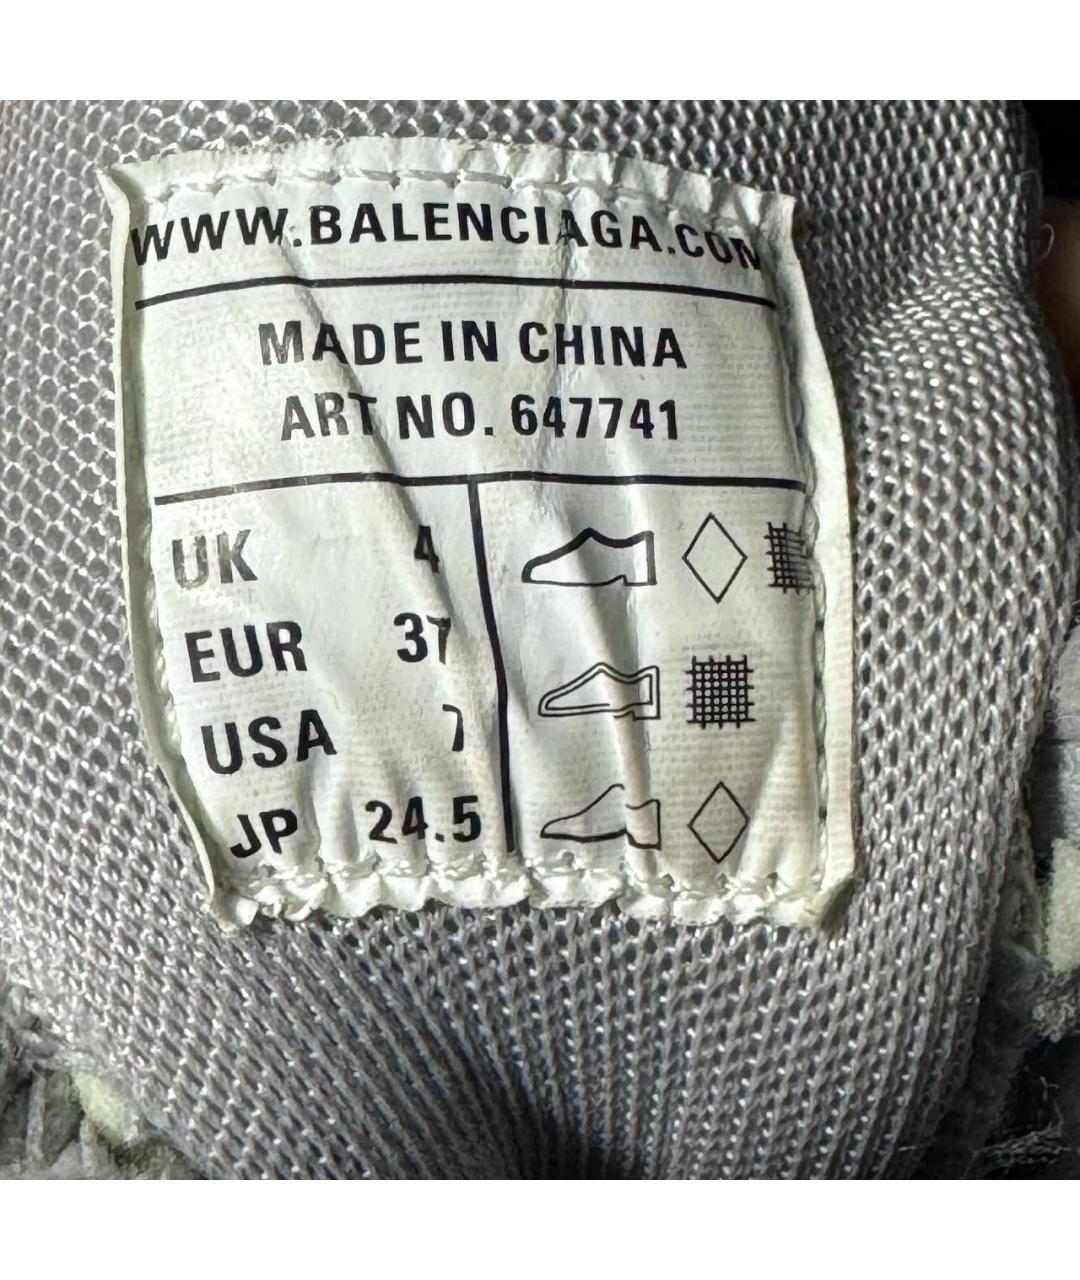 WWW.BALENCIAGA.COM
MADE IN CHINA
ART NO. 647741
UK 4
EUR 37
USA 7
JP 24.5